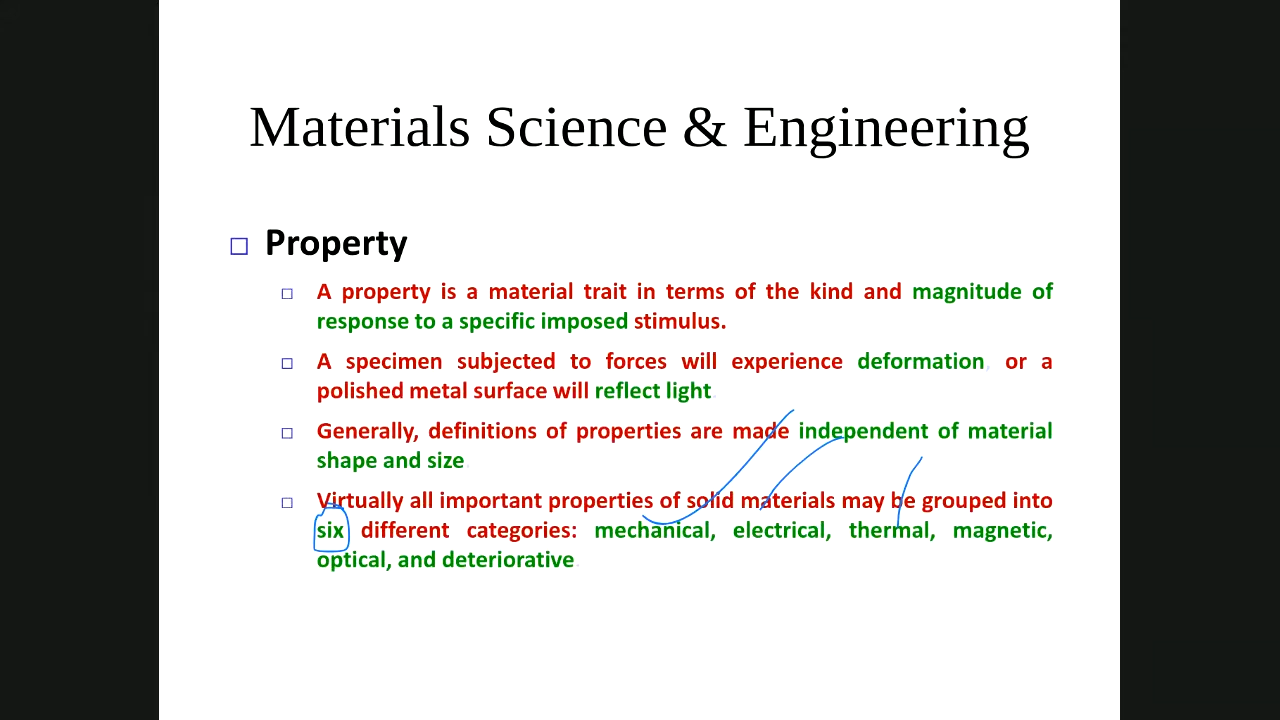 Materials Science & Engineering
Property
A property is a material trait in terms of the kind and magnitude of
response to a specific imposed stimulus.
A specimen subjected to forces will experience deformation, or a
polished metal surface will reflect light.
Generally, definitions of properties are made independent of material
shape and size.
Virtually all important properties of solid materials may be grouped into
six different categories: mechanical, electrical, thermal, magnetic,
optical, and deteriorative.